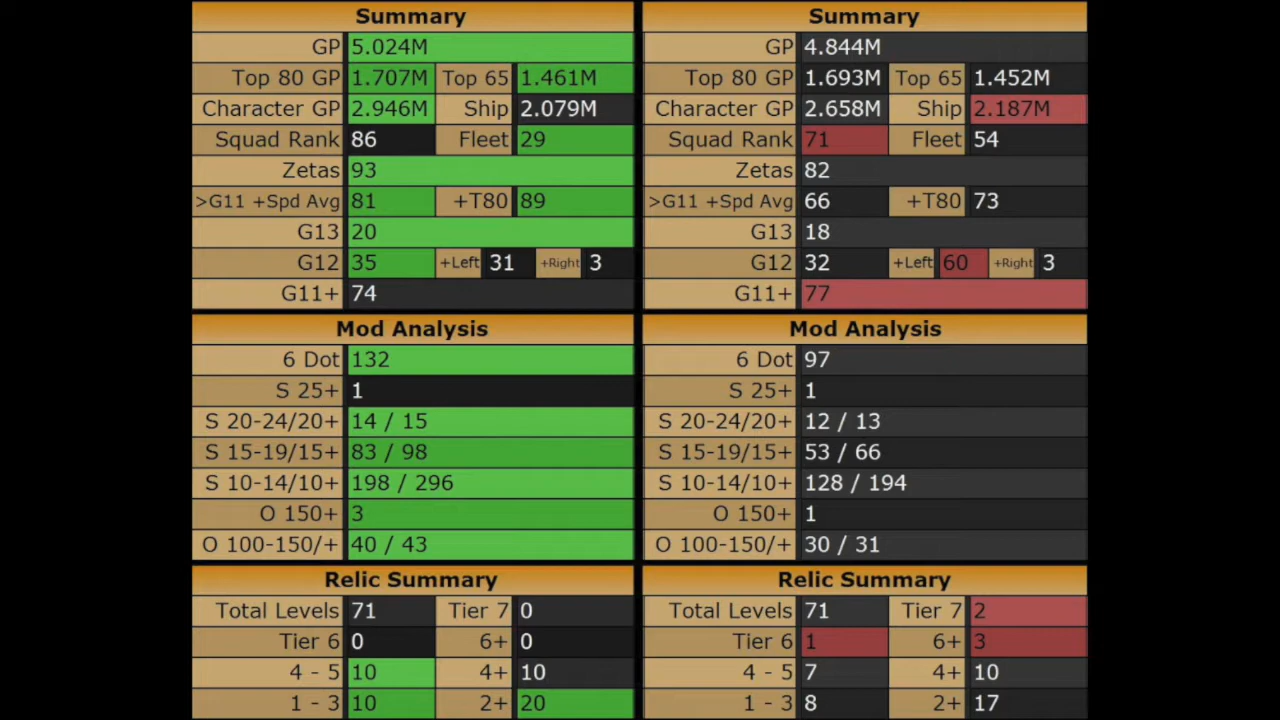 Summary
GP 5.024M
Top 80 GP 1.707M Top 65 1.461M
Character GP 2.946M Ship 2.079M
Squad Rank 86 Fleet 29
Zetas 93
>G11 +Spd Avg 81 +T80 89
G13 20
G12 35 +Left 31 +Right 3
G11+ 74
Mod Analysis
6 Dot 132
S 25+ 1
S 20-24/20+ 14 / 15
S 15-19/15+ 83 / 98
S 10-14/10+ 198 / 296
O 150+ 3
O 100-150/+ 40 / 43
Relic Summary
Total Levels 71 Tier 7 0
Tier 6 0 6+ 0
4 - 5 10 4+ 10
1 - 3 10 2+ 20
Summary
GP 4.844M
Top 80 GP 1.693M Top 65 1.452M
Character GP 2.658M Ship 2.187M
Squad Rank 71 Fleet 54
Zetas 82
>G11 +Spd Avg 66 +T80 73
G13 18
G12 32 +Left 60 +Right 3
G11+ 77
Mod Analysis
6 Dot 97
S 25+ 1
S 20-24/20+ 12 / 13
S 15-19/15+ 53 / 66
S 10-14/10+ 128 / 194
O 150+ 1
O 100-150/+ 30 / 31
Relic Summary
Total Levels 71 Tier 7 2
Tier 6 1 6+ 3
4 - 5 7 4+ 10
1 - 3 8 2+ 17